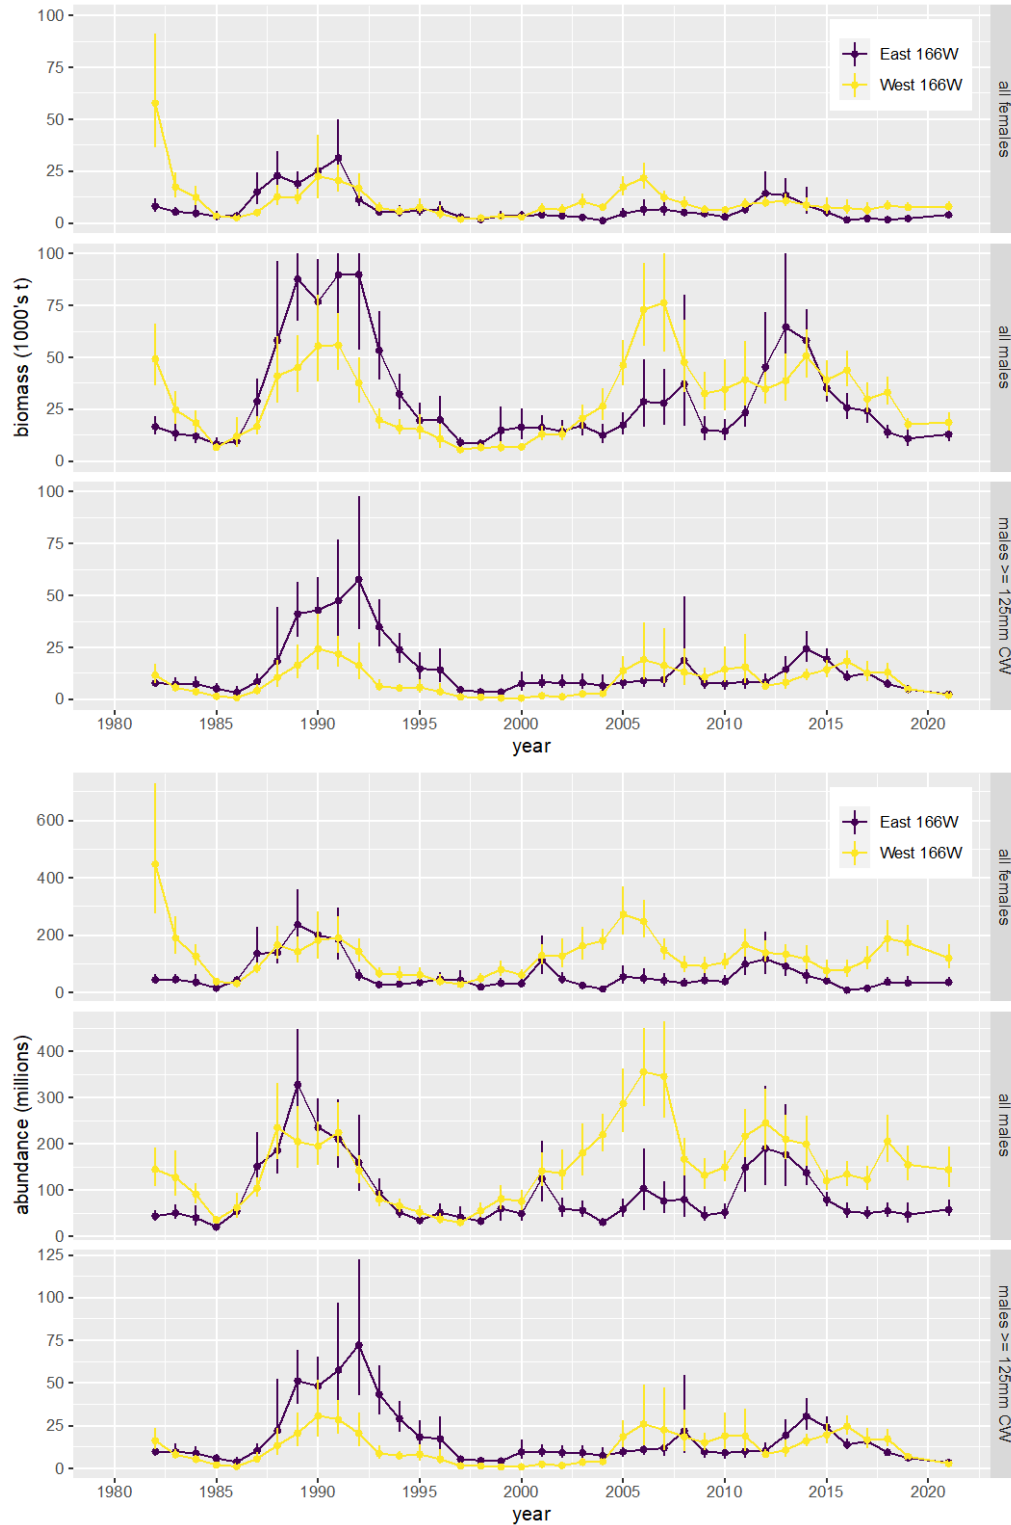 100
75
50
25
0
East 166W
West 166W
all females
100
75
50
25
0
all males
biomass (1000's t)
100
75
50
25
0
males >= 125mm CW
1980 1985 1990 1995 2000 2005 2010 2015 2020
year
600
400
200
0
East 166W
West 166W
all females
400
300
200
100
0
all males
abundance (millions)
125
100
75
50
25
0
males >= 125mm CW
1980 1985 1990 1995 2000 2005 2010 2015 2020
year